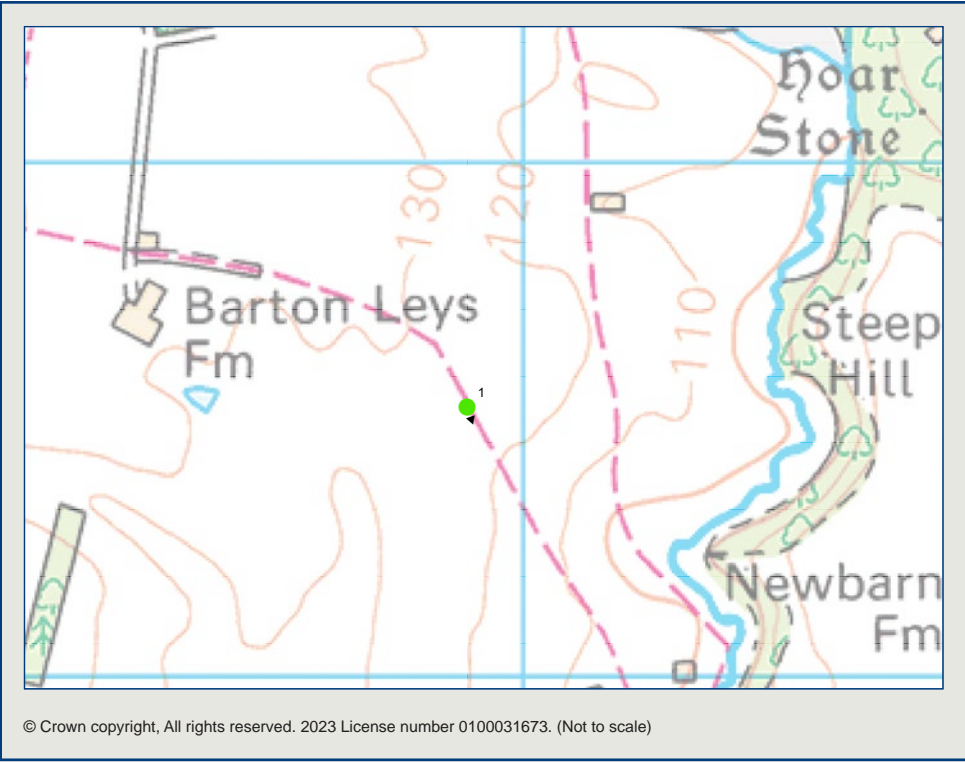 Hoar
Stone
130
120
110
Barton Leys
Fm
Steep
Hill
1
Newbarn
Fm
© Crown copyright, All rights reserved. 2023 License number 0100031673. (Not to scale)